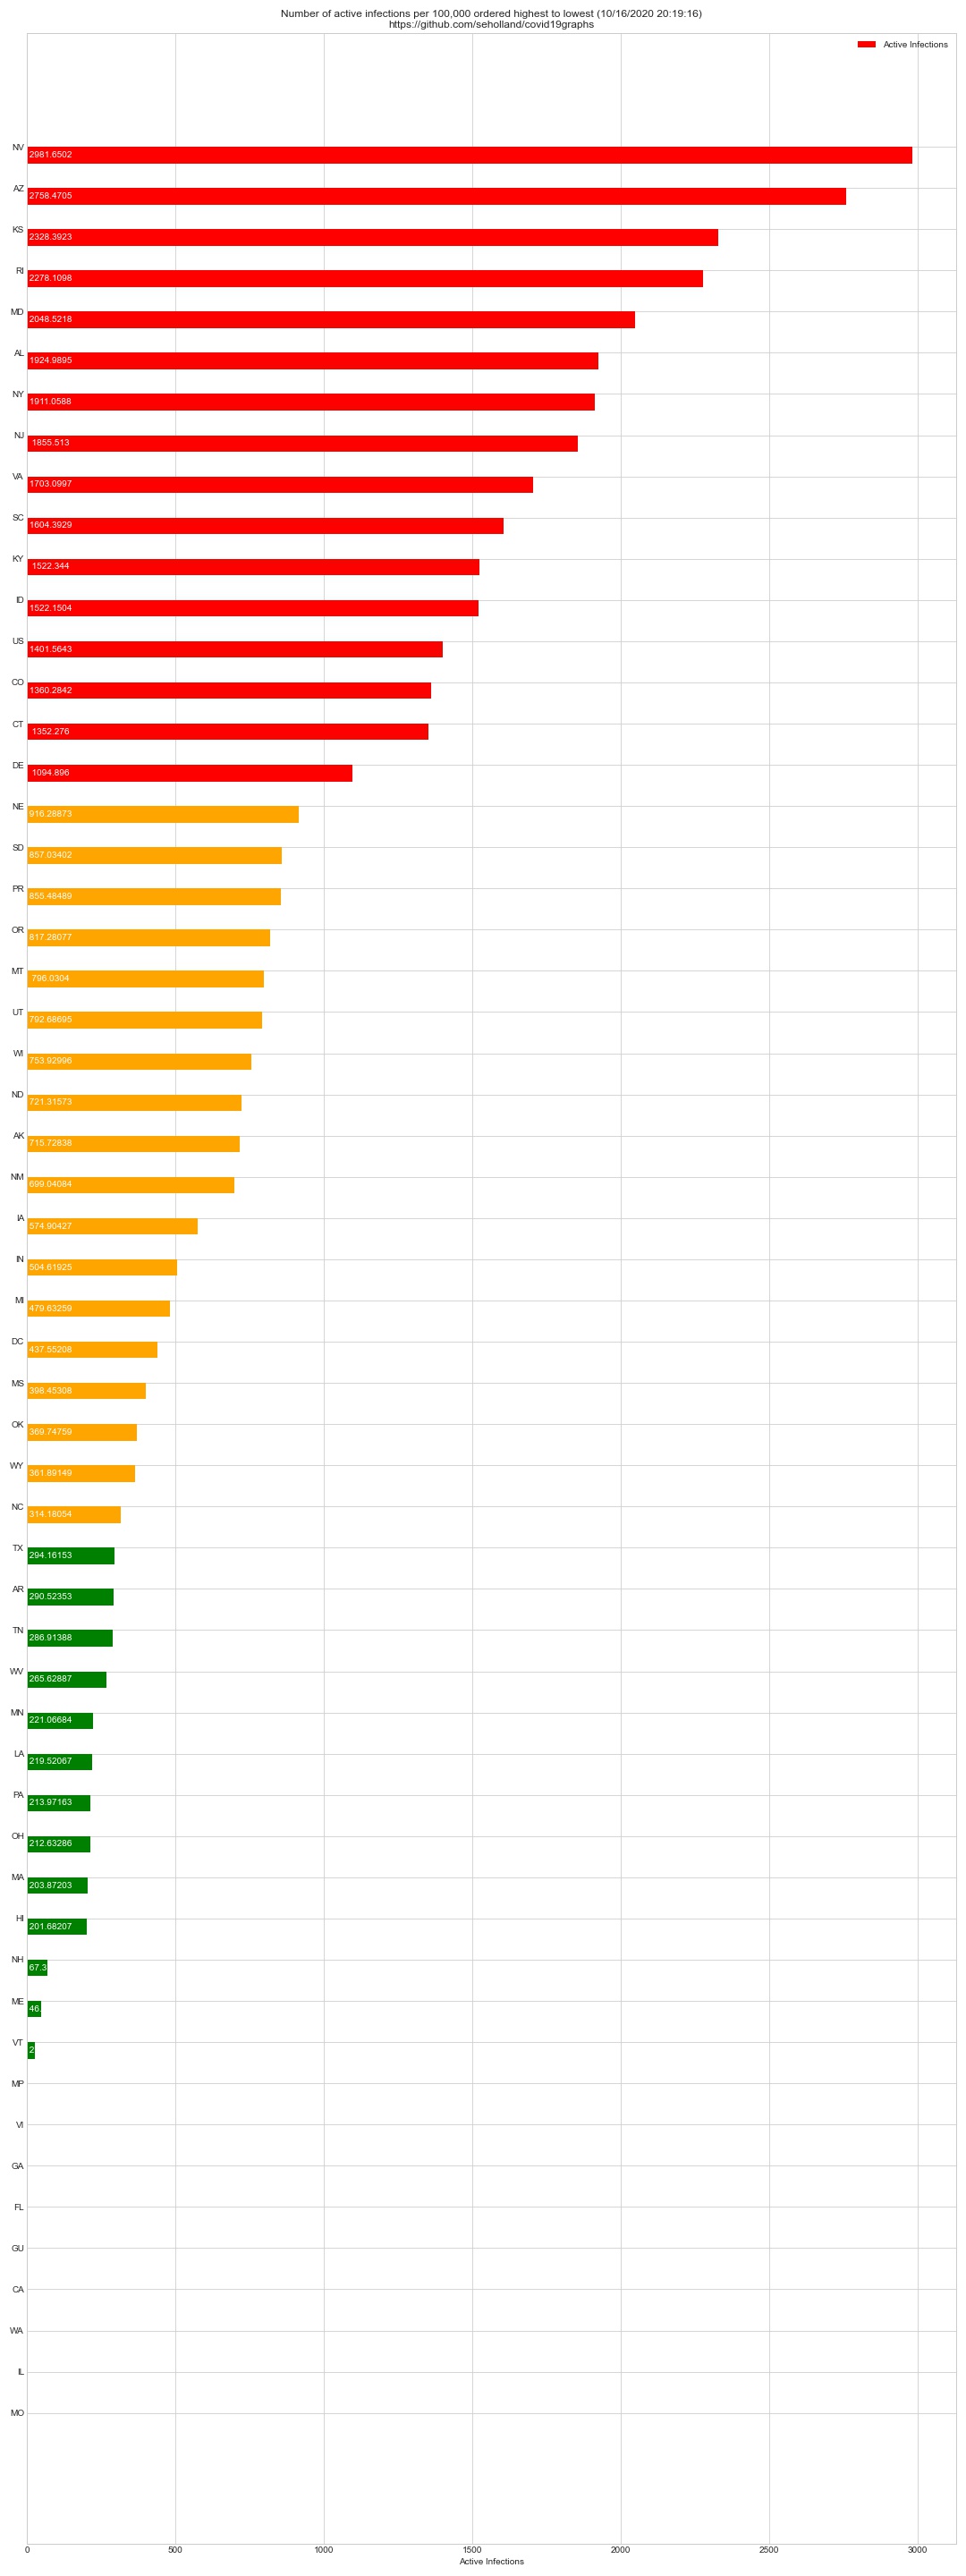 Number of active infections per 100,000 ordered highest to lowest (10/16/2020 20:19:16)
https://github.com/seholland/covid19graphs
Active Infections
NV 2981.6502
AZ 2758.4705
KS 2328.3923
RI 2278.1098
MD 2048.5218
AL 1924.9895
NY 1911.0588
NJ 1855.513
VA 1703.0997
SC 1604.3929
KY 1522.344
ID 1522.1504
US 1401.5643
CO 1360.2842
CT 1352.276
DE 1094.896
NE 916.28873
SD 857.03402
PR 855.48489
OR 817.28077
MT 796.0304
UT 792.68695
WI 753.92996
ND 721.31573
AK 715.72838
NM 699.04084
IA 574.90427
IN 504.61925
MI 479.63259
DC 437.55208
MS 398.45308
OK 369.74759
WY 361.89149
NC 314.18054
TX 294.16153
AR 290.52353
TN 286.91388
WV 265.62887
MN 221.06684
LA 219.52067
PA 213.97163
OH 212.63286
MA 203.87203
HI 201.68207
NH 67.3
ME 46.
VT 2
MP
VI
GA
FL
GU
CA
WA
IL
MO
0 500 1000 1500 2000 2500 3000
Active Infections